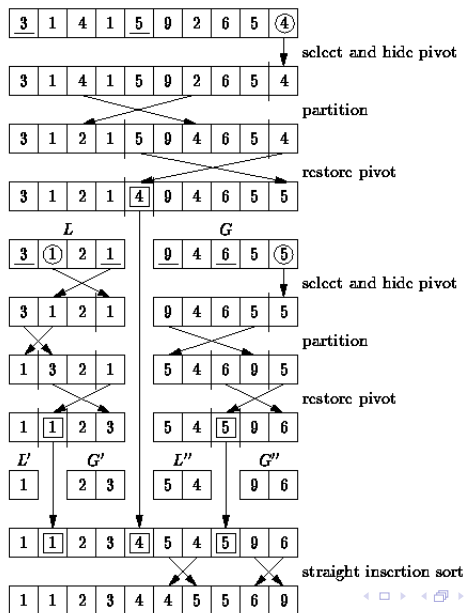 3 1 4 1 5 9 2 6 5 4
select and hide pivot
3 1 4 1 5 9 2 6 5 4
partition
3 1 2 1 5 9 4 6 5 4
restore pivot
3 1 2 1 4 9 4 6 5 5
L G
3 1 2 1 9 4 6 5 5
select and hide pivot
3 1 2 1 9 4 6 5 5
partition
1 3 2 1 5 4 6 9 5
restore pivot
1 1 2 3 5 4 5 9 6
L' G' L'' G''
1 2 3 5 4 9 6
1 1 2 3 4 5 4 5 9 6
straight insertion sort
1 1 2 3 4 4 5 5 6 9